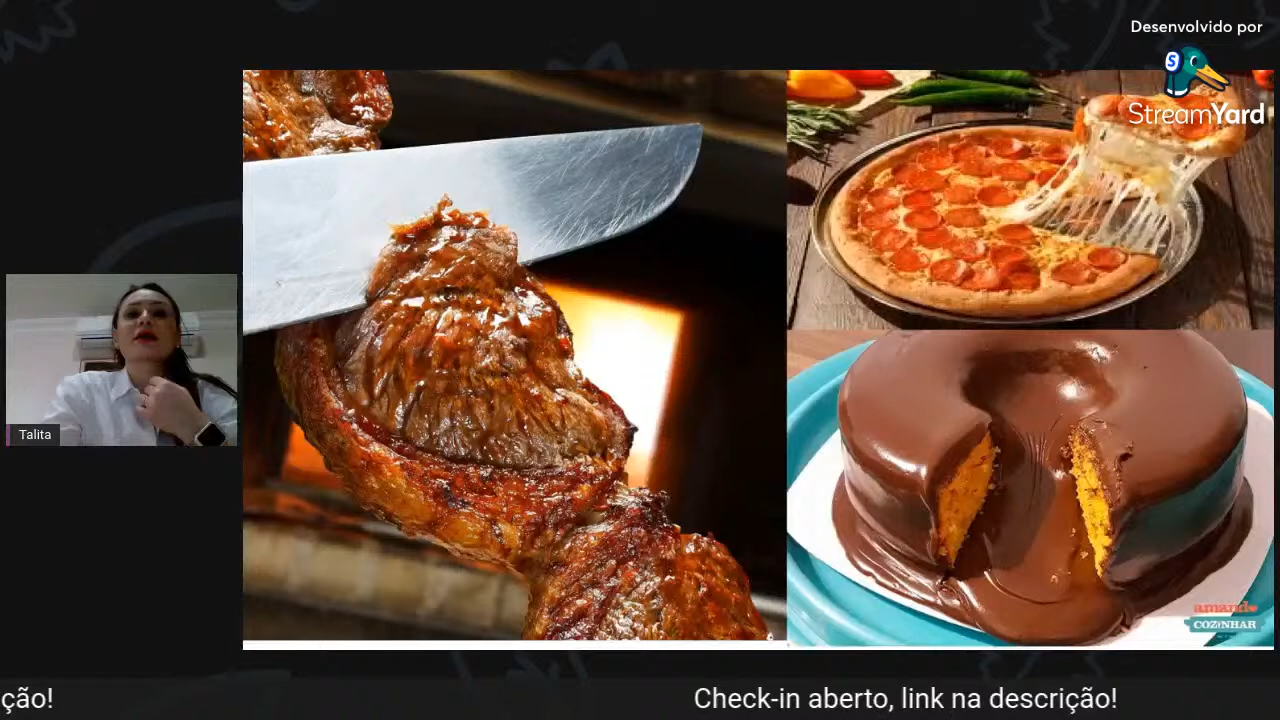 Desenvolvido por
S
StreamYard
Talita
amando
COZINHAR
ção!
Check-in aberto, link na descrição!